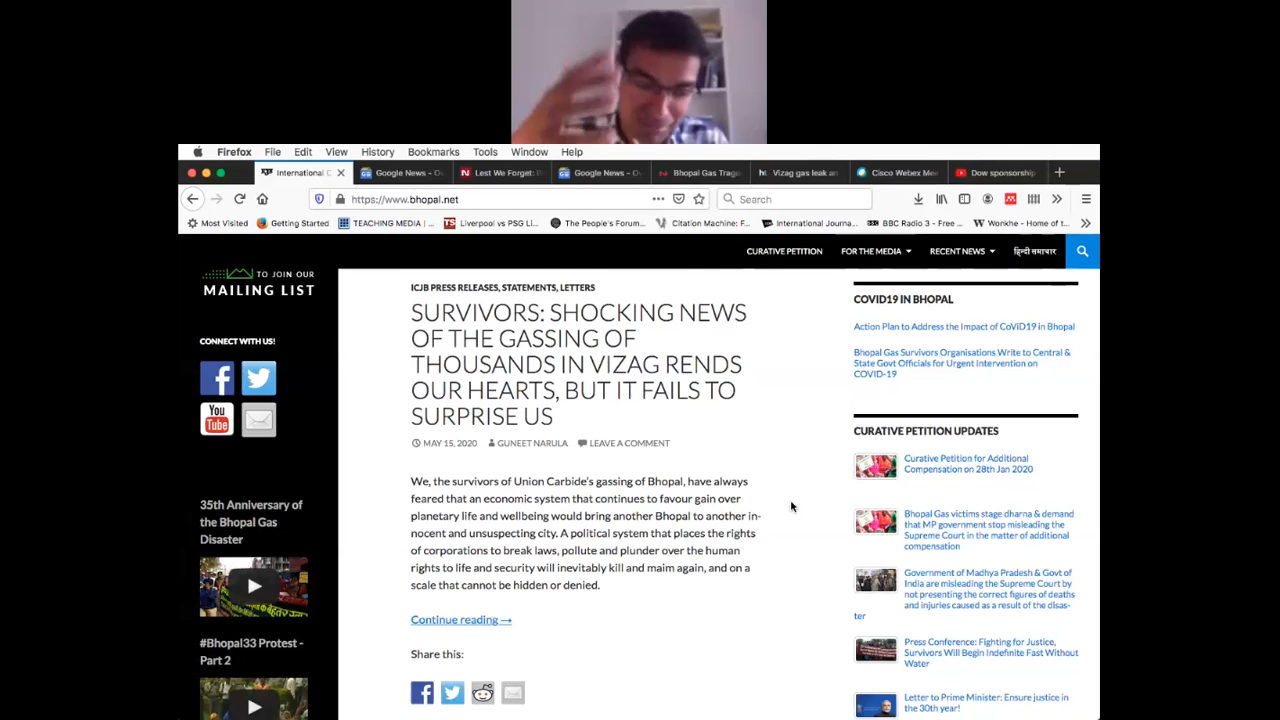 Firefox File Edit View History Bookmarks Tools Window Help
International C Google News - Ov Lest We Forget: B Google News - Ov Bhopal Gas Trage Vizag gas leak an Cisco Webex Mee Dow sponsorship
https://www.bhopal.net Search
Most Visited Getting Started TEACHING MEDIA |... Liverpool vs PSG Li... The People's Forum... Citation Machine: F... International Journa... BBC Radio 3 - Free ... Wonkhe - Home of t...
CURATIVE PETITION FOR THE MEDIA RECENT NEWS हिन्दी समाचार
TO JOIN OUR
MAILING LIST
CONNECT WITH US!
You
Tube
35th Anniversary of
the Bhopal Gas
Disaster
#Bhopal33 Protest -
Part 2
ICJB PRESS RELEASES, STATEMENTS, LETTERS
SURVIVORS: SHOCKING NEWS
OF THE GASSING OF
THOUSANDS IN VIZAG RENDS
OUR HEARTS, BUT IT FAILS TO
SURPRISE US
MAY 15, 2020 GUNEET NARULA LEAVE A COMMENT
We, the survivors of Union Carbide's gassing of Bhopal, have always
feared that an economic system that continues to favour gain over
planetary life and wellbeing would bring another Bhopal to another in-
nocent and unsuspecting city. A political system that places the rights
of corporations to break laws, pollute and plunder over the human
rights to life and security will inevitably kill and maim again, and on a
scale that cannot be hidden or denied.
Continue reading →
Share this:
COVID19 IN BHOPAL
Action Plan to Address the Impact of CoViD19 in Bhopal
Bhopal Gas Survivors Organisations Write to Central &
State Govt Officials for Urgent Intervention on
COVID-19
CURATIVE PETITION UPDATES
Curative Petition for Additional
Compensation on 28th Jan 2020
Bhopal Gas victims stage dharna & demand
that MP government stop misleading the
Supreme Court in the matter of additional
compensation
Government of Madhya Pradesh & Govt of
India are misleading the Supreme Court by
not presenting the correct figures of deaths
and injuries caused as a result of the disas-
ter
Press Conference: Fighting for Justice,
Survivors Will Begin Indefinite Fast Without
Water
Letter to Prime Minister: Ensure justice in
the 30th year!